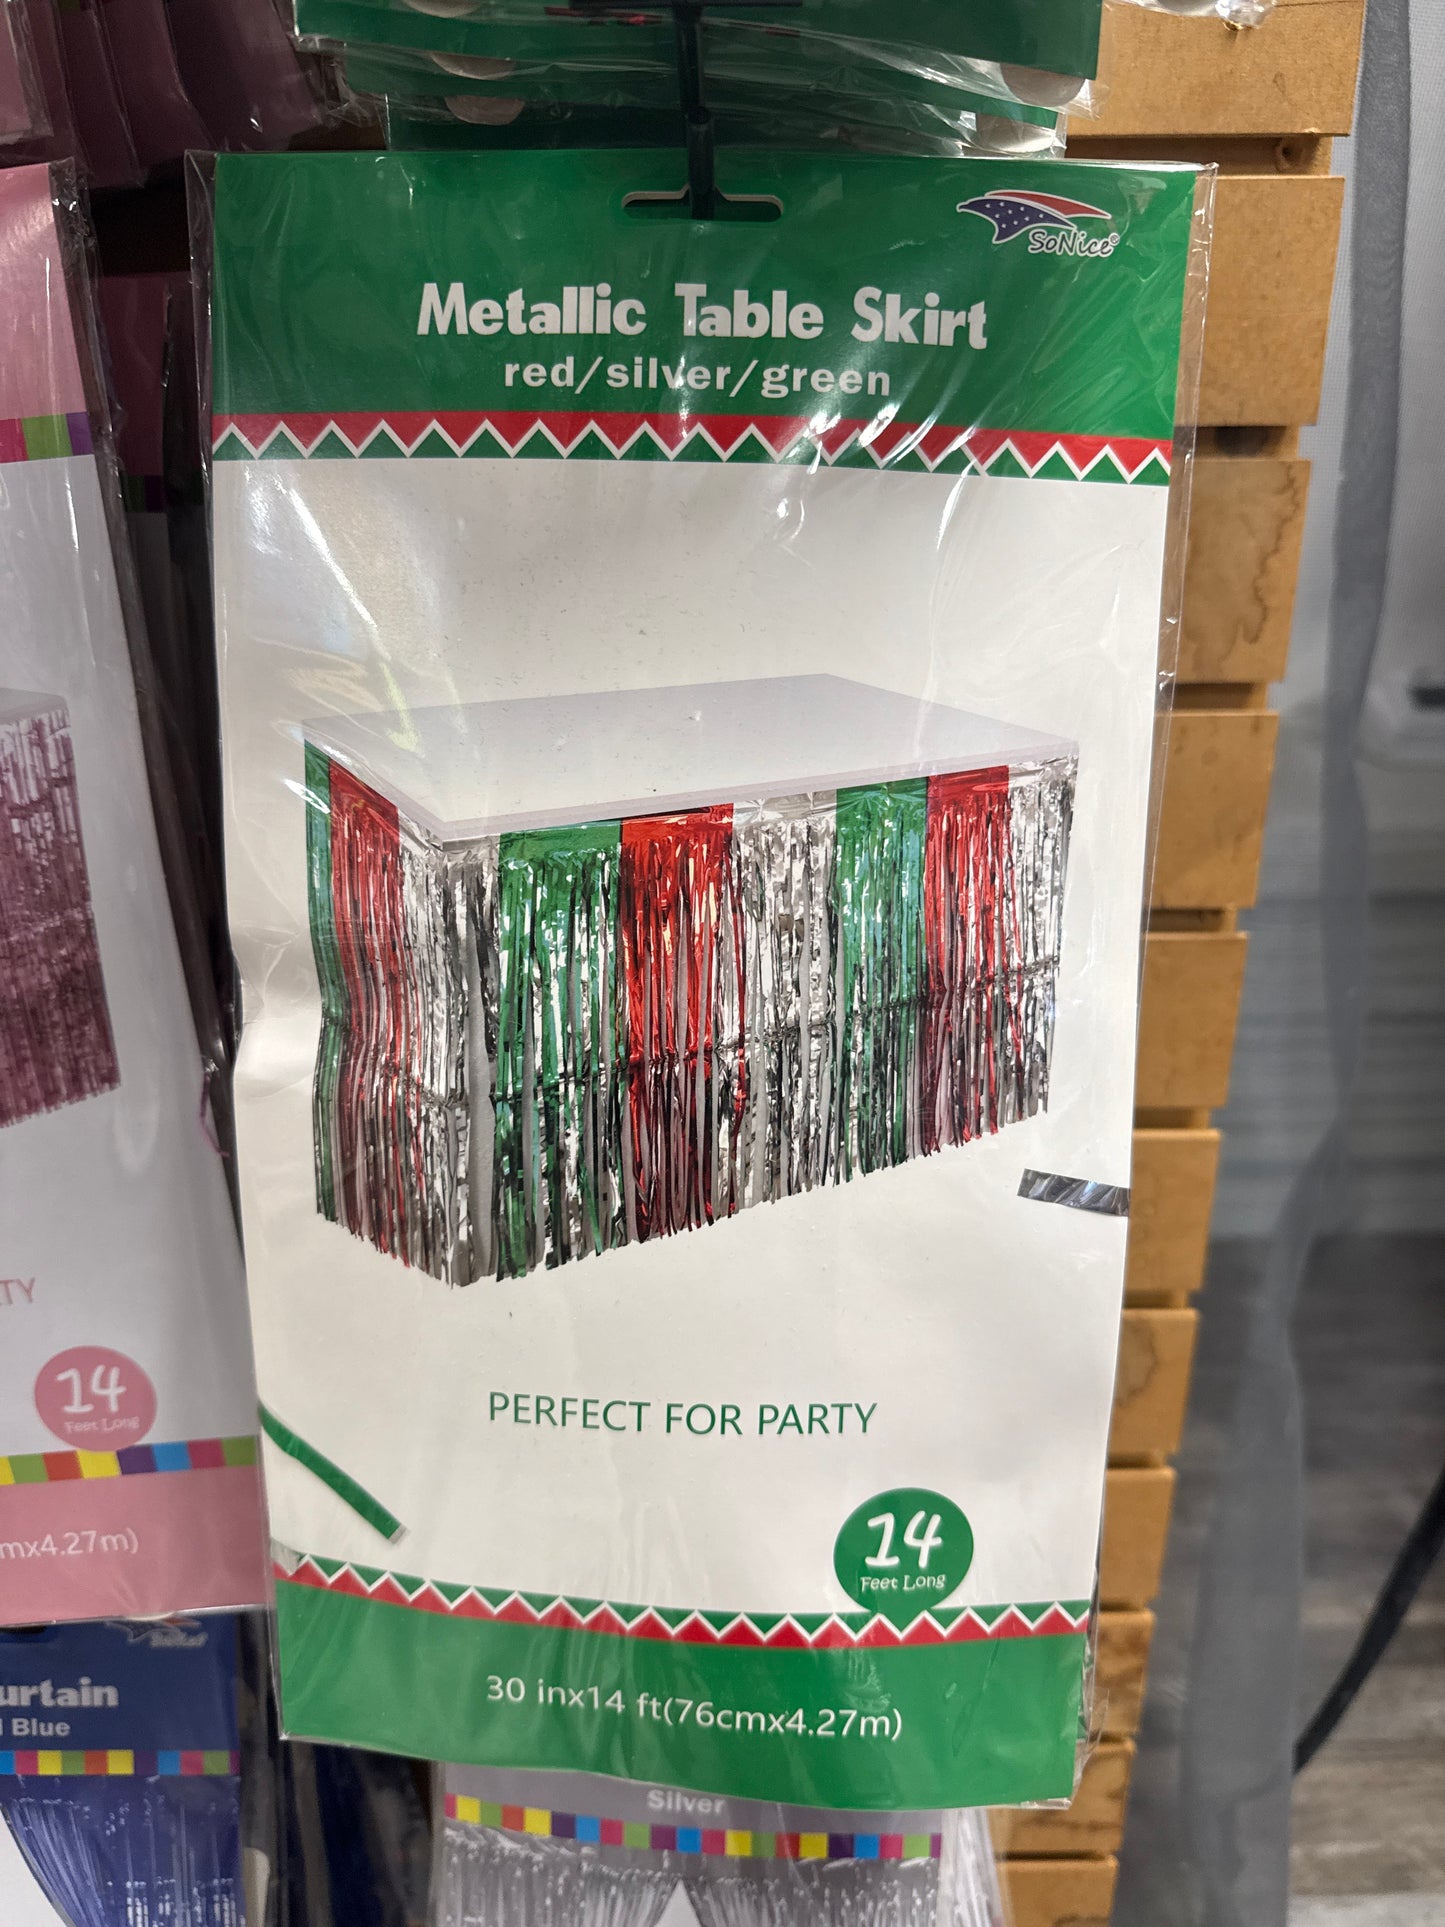 SoNice®
Metallic Table Skirt
red/silver/green
PERFECT FOR PARTY
14
Feet Long
30 inx14 ft(76cmx4.27m)
TY
14
Feet Long
mx4.27m)
urtain
Blue
Silver